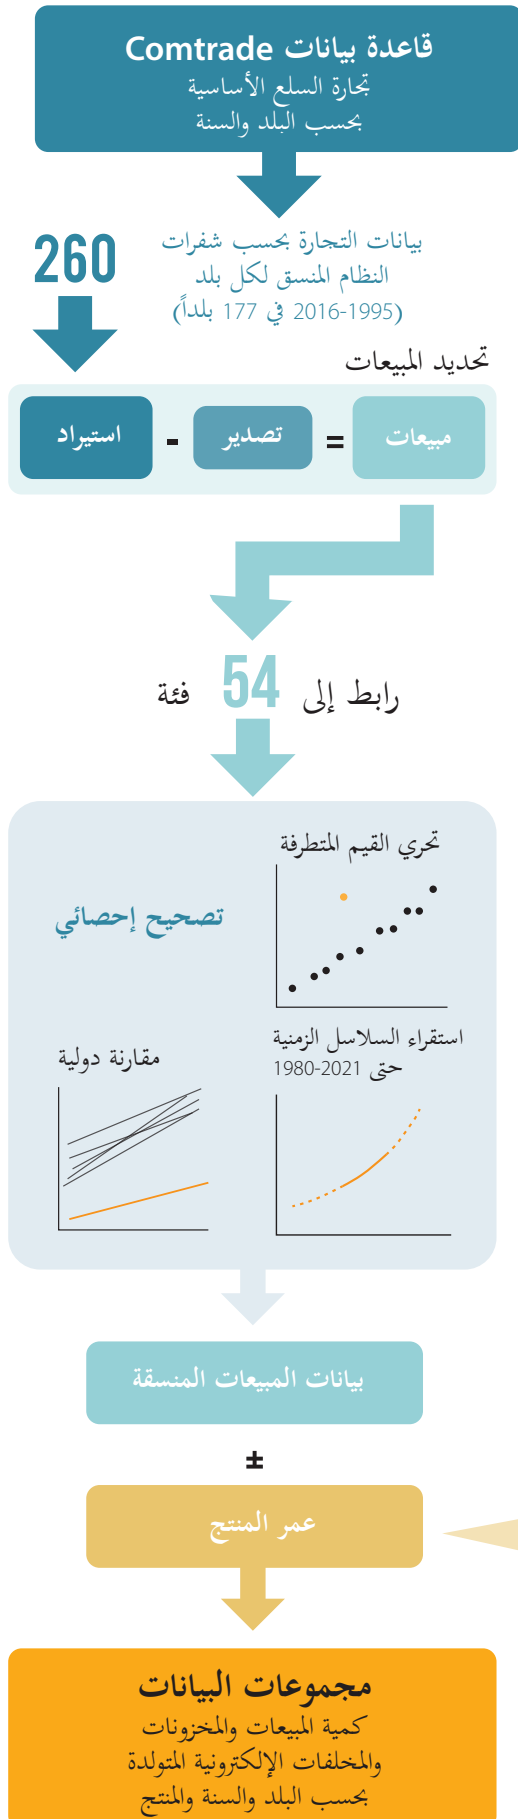 قاعدة بيانات Comtrade
تجارة السلع الأساسية
بحسب البلد والسنة
260
بيانات التجارة بحسب شفرات
النظام المنسق لكل بلد
(1995-2016 في 177 بلداً)
تحديد المبيعات
مبيعات = تصدير - استيراد
رابط إلى 54 فئة
تحري القيم المتطرفة
تصحيح إحصائي
استقراء السلاسل الزمنية
حتى 1980-2021
مقارنة دولية
بيانات المبيعات المنسقة
±
عمر المنتج
مجموعات البيانات
كمية المبيعات والمخزونات
والمخلفات الإلكترونية المتولدة
بحسب البلد والسنة والمنتج